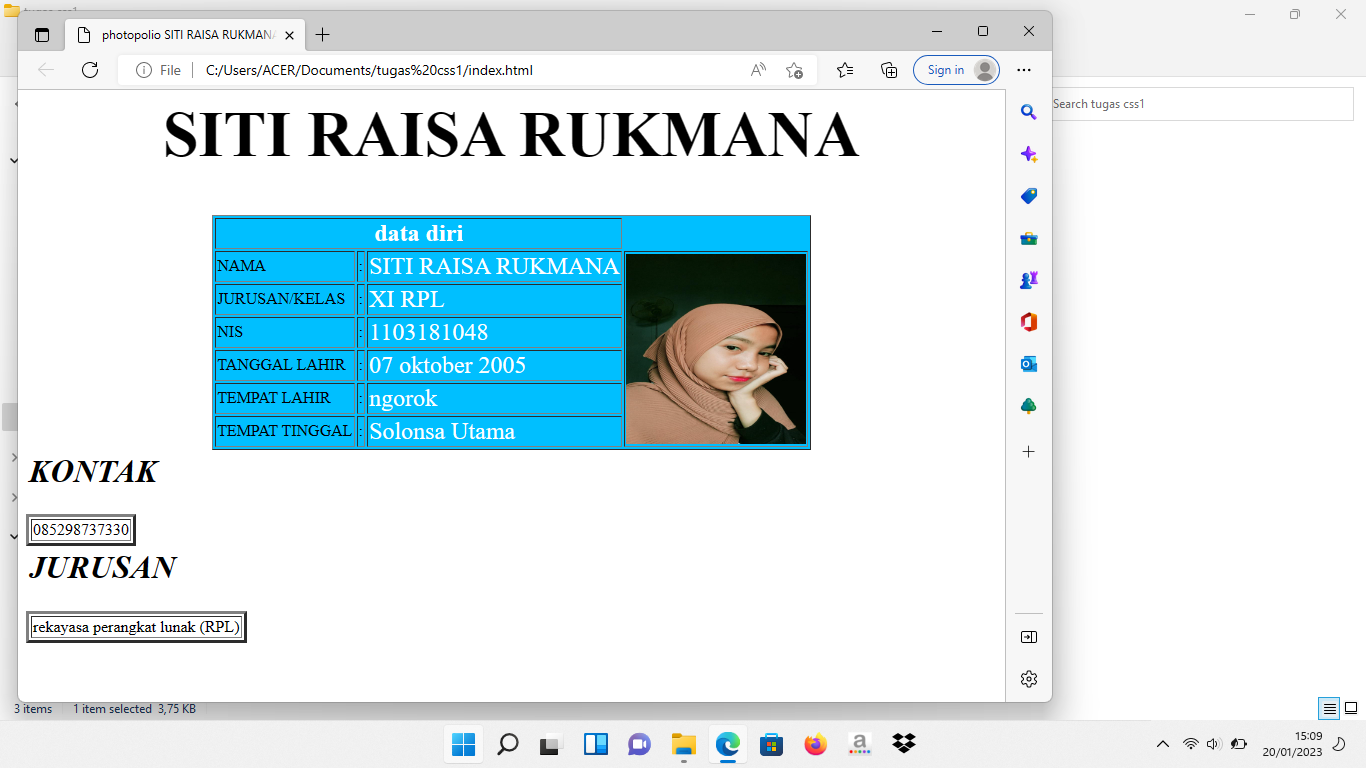 tugas css1
photopolio SITI RAISA RUKMANA
File
C:/Users/ACER/Documents/tugas%20css1/index.html
Sign in
Search tugas css1
SITI RAISA RUKMANA
data diri
NAMA : SITI RAISA RUKMANA
JURUSAN/KELAS : XI RPL
NIS : 1103181048
TANGGAL LAHIR : 07 oktober 2005
TEMPAT LAHIR : ngorok
TEMPAT TINGGAL : Solonsa Utama
KONTAK
085298737330
JURUSAN
rekayasa perangkat lunak (RPL)
3 items 1 item selected 3,75 KB
15:09
20/01/2023